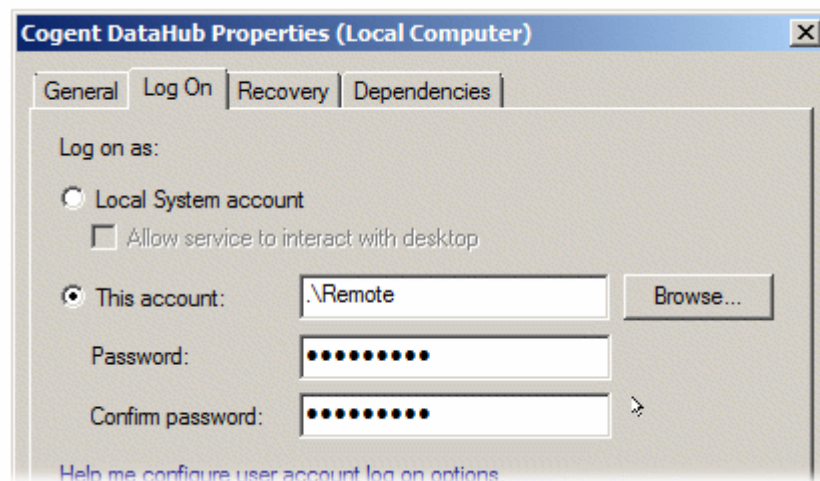 Cogent DataHub Properties (Local Computer)
General Log On Recovery Dependencies
Log on as:
Local System account
Allow service to interact with desktop
This account: .\Remote Browse...
Password: •••••••••
Confirm password: •••••••••
Help me configure user account log on options